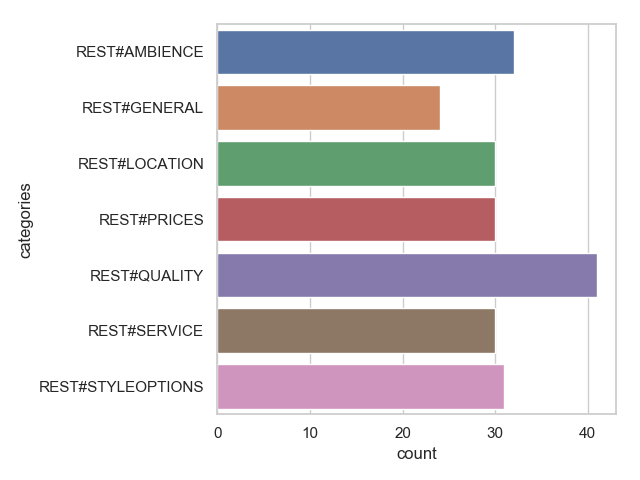 REST#AMBIENCE
REST#GENERAL
REST#LOCATION
REST#PRICES
REST#QUALITY
REST#SERVICE
REST#STYLEOPTIONS
categories
0 10 20 30 40
count